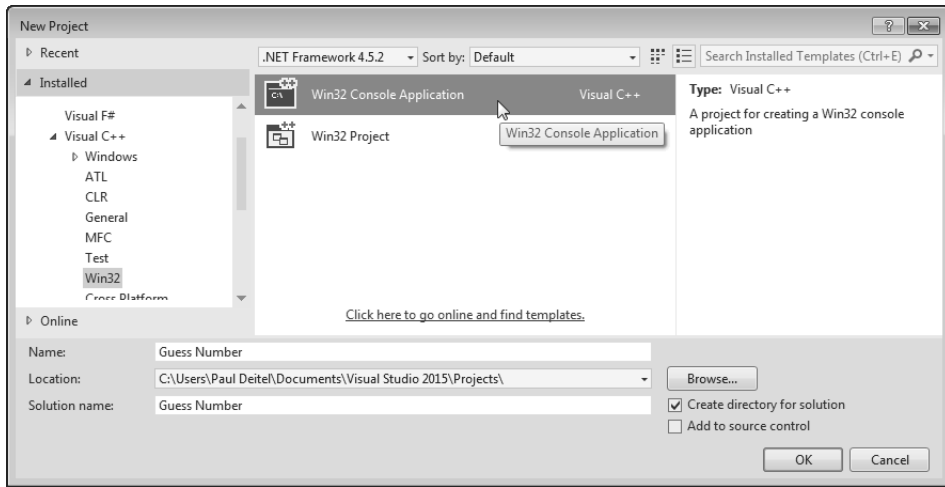 New Project
Recent
.NET Framework 4.5.2
Sort by: Default
Search Installed Templates (Ctrl+E)
Installed
Visual F#
Visual C++
Windows
ATL
CLR
General
MFC
Test
Win32
Cross Platform
Online
C:\
Win32 Console Application
Visual C++
Win32 Project
Win32 Console Application
Click here to go online and find templates.
Type: Visual C++
A project for creating a Win32 console
application
Name:
Guess Number
Location:
C:\Users\Paul Deitel\Documents\Visual Studio 2015\Projects\
Browse...
Solution name:
Guess Number
Create directory for solution
Add to source control
OK
Cancel